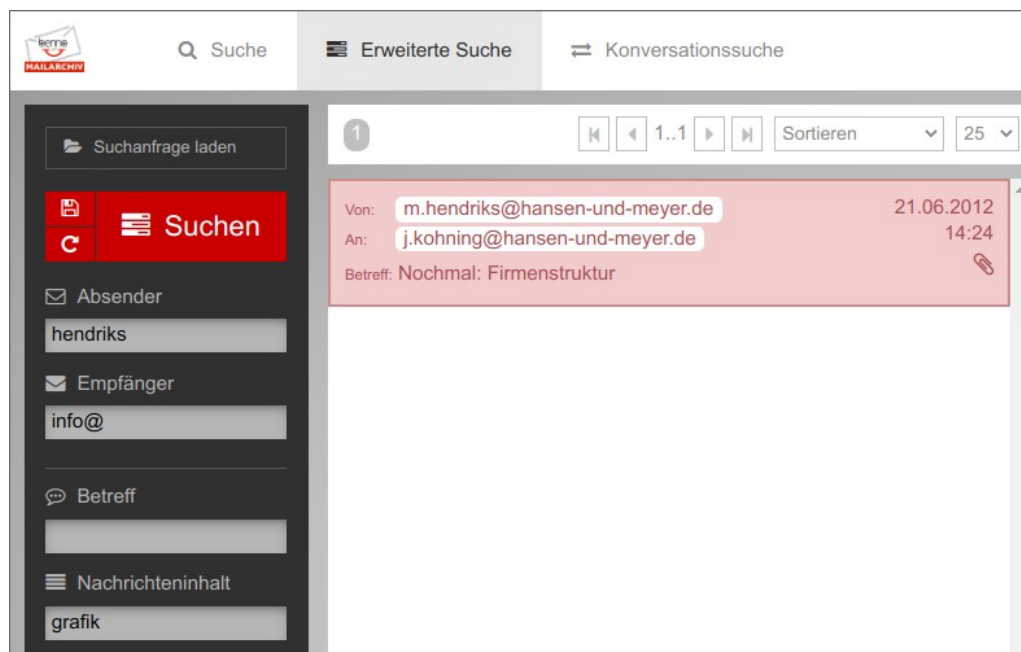 benno
MAILARCHIV
Suche
Erweiterte Suche
Konversationssuche
Suchanfrage laden
Suchen
Absender
hendriks
Empfänger
info@
Betreff
Nachrichteninhalt
grafik
1
1..1
Sortieren
25
Von: m.hendriks@hansen-und-meyer.de 21.06.2012
An: j.kohning@hansen-und-meyer.de 14:24
Betreff: Nochmal: Firmenstruktur